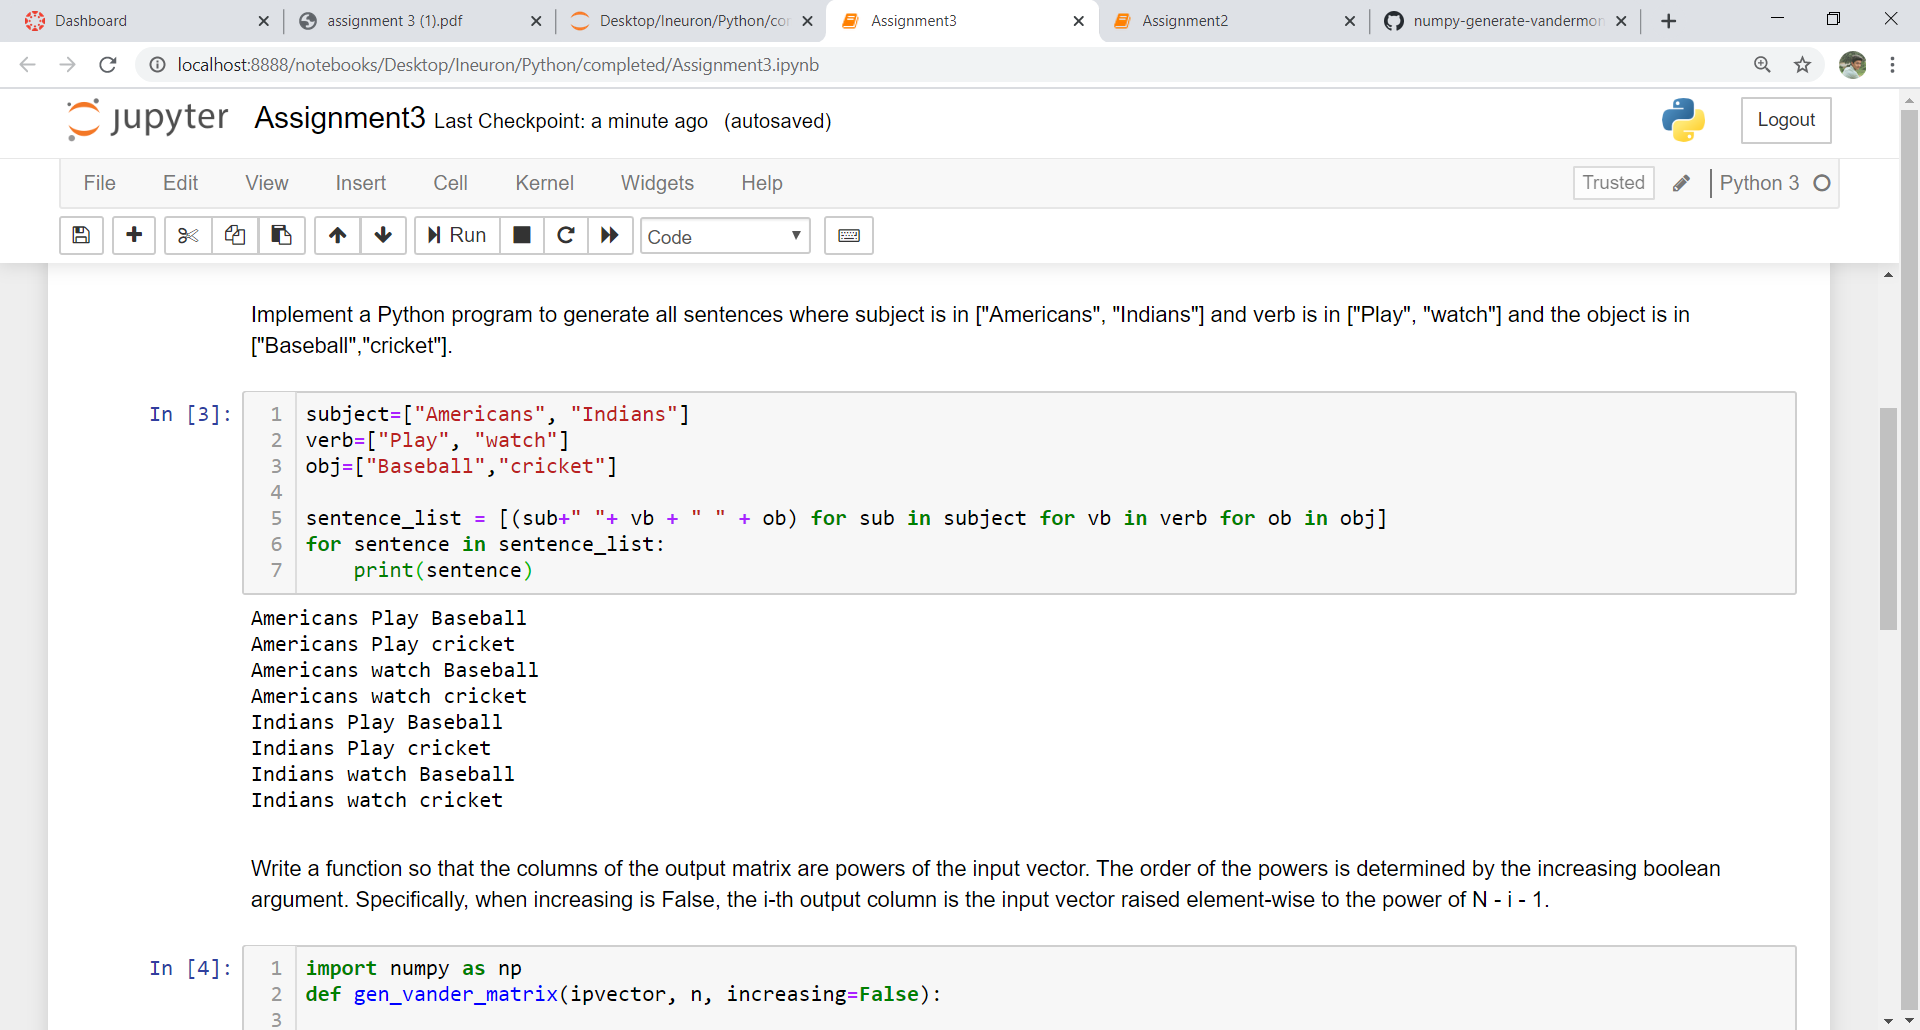 Dashboard
assignment 3 (1).pdf
Desktop/Ineuron/Python/co
Assignment3
Assignment2
numpy-generate-vandermon
localhost:8888/notebooks/Desktop/Ineuron/Python/completed/Assignment3.ipynb
jupyter Assignment3 Last Checkpoint: a minute ago (autosaved)
Logout
File Edit View Insert Cell Kernel Widgets Help
Trusted Python 3
Run Code
Implement a Python program to generate all sentences where subject is in ["Americans", "Indians"] and verb is in ["Play", "watch"] and the object is in
["Baseball","cricket"].
In [3]:
1 subject=["Americans", "Indians"]
2 verb=["Play", "watch"]
3 obj=["Baseball","cricket"]
4
5 sentence_list = [(sub+" "+ vb + " " + ob) for sub in subject for vb in verb for ob in obj]
6 for sentence in sentence_list:
7     print(sentence)
Americans Play Baseball
Americans Play cricket
Americans watch Baseball
Americans watch cricket
Indians Play Baseball
Indians Play cricket
Indians watch Baseball
Indians watch cricket
Write a function so that the columns of the output matrix are powers of the input vector. The order of the powers is determined by the increasing boolean
argument. Specifically, when increasing is False, the i-th output column is the input vector raised element-wise to the power of N - i - 1.
In [4]:
1 import numpy as np
2 def gen_vander_matrix(ipvector, n, increasing=False):
3